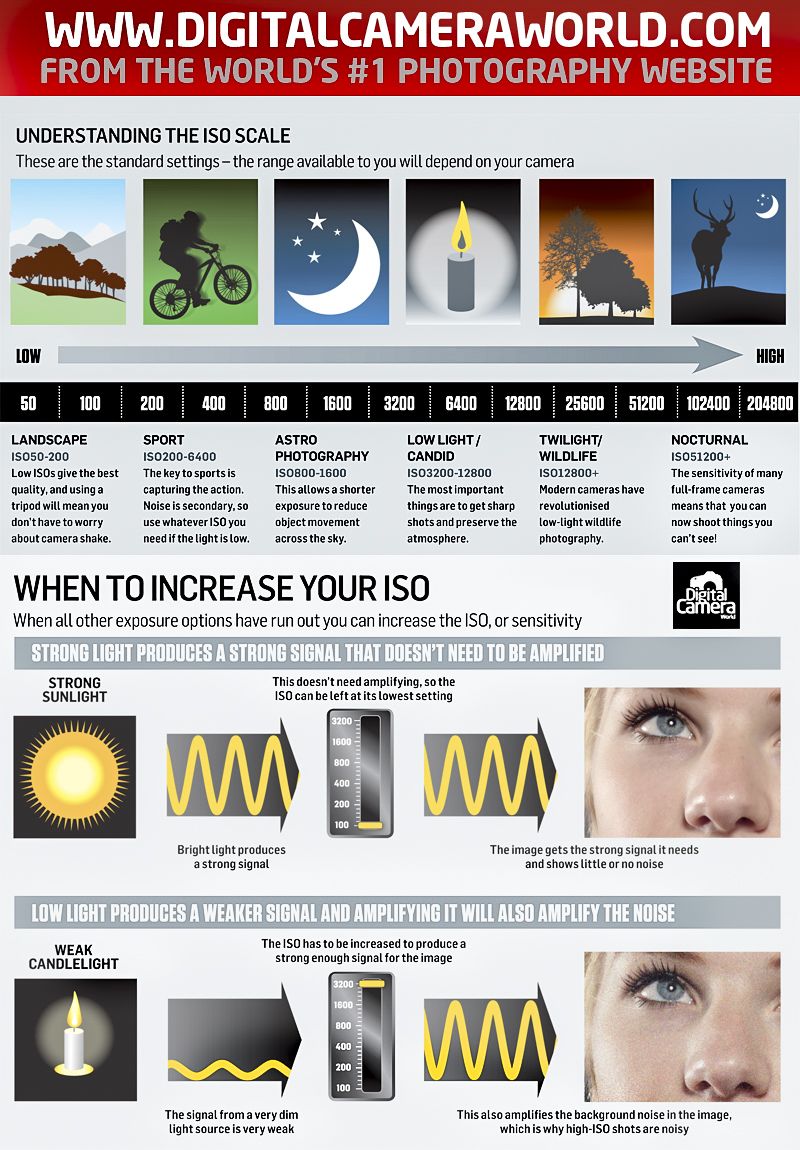 WWW.DIGITALCAMERAWORLD.COM
FROM THE WORLD'S #1 PHOTOGRAPHY WEBSITE
UNDERSTANDING THE ISO SCALE
These are the standard settings – the range available to you will depend on your camera
LOW
HIGH
50 100 200 400 800 1600 3200 6400 12800 25600 51200 102400 204800
LANDSCAPE
ISO50-200
Low ISOs give the best
quality, and using a
tripod will mean you
don't have to worry
about camera shake.
SPORT
ISO200-6400
The key to sports is
capturing the action.
Noise is secondary, so
use whatever ISO you
need if the light is low.
ASTRO
PHOTOGRAPHY
ISO800-1600
This allows a shorter
exposure to reduce
object movement
across the sky.
LOW LIGHT /
CANDID
ISO3200-12800
The most important
things are to get sharp
shots and preserve the
atmosphere.
TWILIGHT/
WILDLIFE
ISO12800+
Modern cameras have
revolutionised
low-light wildlife
photography.
NOCTURNAL
ISO51200+
The sensitivity of many
full-frame cameras
means that you can
now shoot things you
can't see!
WHEN TO INCREASE YOUR ISO
When all other exposure options have run out you can increase the ISO, or sensitivity
Digital
Camera
World
STRONG LIGHT PRODUCES A STRONG SIGNAL THAT DOESN'T NEED TO BE AMPLIFIED
STRONG
SUNLIGHT
This doesn't need amplifying, so the
ISO can be left at its lowest setting
3200
1600
800
400
200
100
Bright light produces
a strong signal
The image gets the strong signal it needs
and shows little or no noise
LOW LIGHT PRODUCES A WEAKER SIGNAL AND AMPLIFYING IT WILL ALSO AMPLIFY THE NOISE
WEAK
CANDLELIGHT
The ISO has to be increased to produce a
strong enough signal for the image
3200
1600
800
400
200
100
The signal from a very dim
light source is very weak
This also amplifies the background noise in the image,
which is why high-ISO shots are noisy